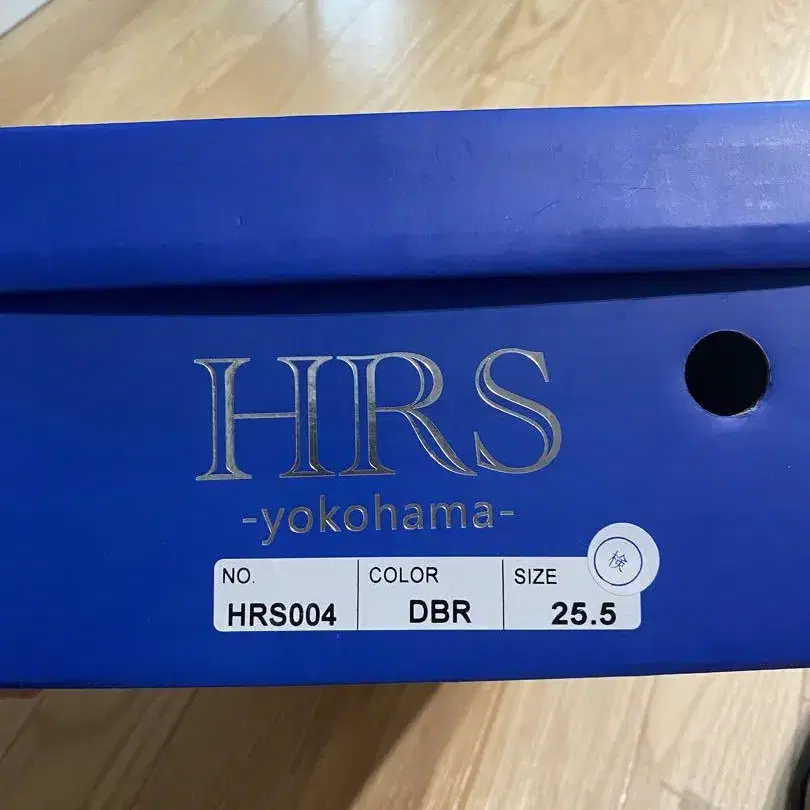 HRS
-yokohama-
NO. COLOR SIZE
HRS004 DBR 25.5
検